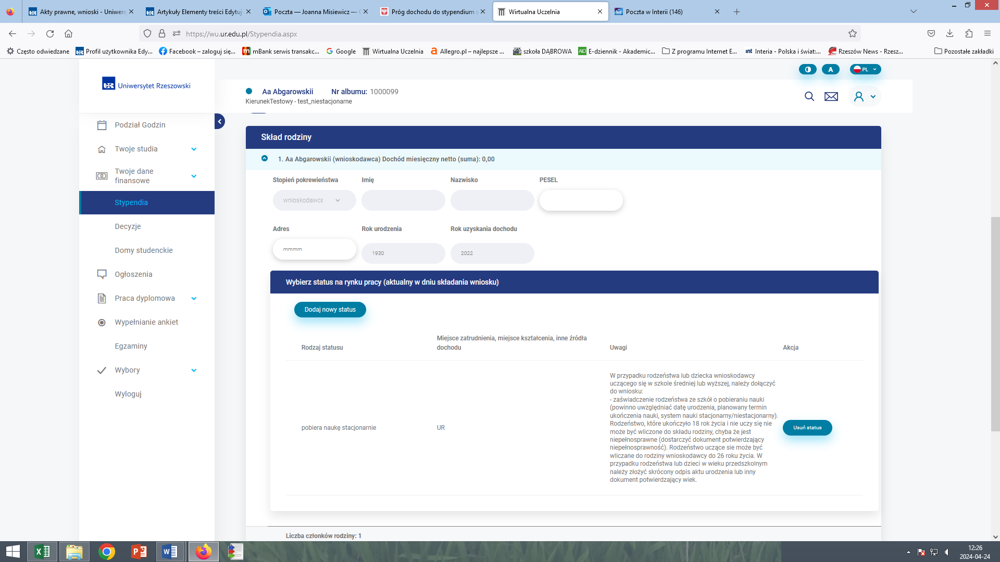 Akty prawne, wnioski - Uniwers
Artykuły Elementy treści Edytuj
Poczta — Joanna Misiewicz —
Próg dochodu do stypendium s
Wirtualna Uczelnia
Poczta w Interii (146)
https://wu.ur.edu.pl/Stypendia.aspx
Często odwiedzane
Profil użytkownika Edy...
Facebook – zaloguj się...
mBank serwis transakc...
Google
Wirtualna Uczelnia
Allegro.pl – najlepsze ...
szkoła DĄBROWA
E-dziennik - Akademic...
Z programu Internet E...
Interia - Polska i świat:...
Rzeszów News - Rzesz...
Pozostałe zakładki
A
PL
UR Uniwersytet Rzeszowski
Aa Abgarowskii Nr albumu: 1000099
KierunekTestowy - test_niestacjonarne
Podział Godzin
Twoje studia
Twoje dane
finansowe
Stypendia
Decyzje
Domy studenckie
Ogłoszenia
Praca dyplomowa
Wypełnianie ankiet
Egzaminy
Wybory
Wyloguj
Skład rodziny
1. Aa Abgarowskii (wnioskodawca) Dochód miesięczny netto (suma): 0,00
Stopień pokrewieństwa Imię Nazwisko PESEL
wnioskodawca
Adres Rok urodzenia Rok uzyskania dochodu
mmmm 1930 2022
Wybierz status na rynku pracy (aktualny w dniu składania wniosku)
Dodaj nowy status
Rodzaj statusu
Miejsce zatrudnienia, miejsce kształcenia, inne źródła
dochodu
Uwagi
Akcja
pobiera naukę stacjonarnie
UR
W przypadku rodzeństwa lub dziecka wnioskodawcy
uczącego się w szkole średniej lub wyższej, należy dołączyć
do wniosku:
- zaświadczenie rodzeństwa ze szkół o pobieraniu nauki
(powinno uwzględniać datę urodzenia, planowany termin
ukończenia nauki, system nauki stacjonarny/niestacjonarny).
Rodzeństwo, które ukończyło 18 rok życia i nie uczy się nie
może być wliczone do składu rodziny, chyba że jest
niepełnosprawne (dostarczyć dokument potwierdzający
niepełnosprawność). Rodzeństwo uczące sie może być
wliczane do rodziny wnioskodawcy do 26 roku życia. W
przypadku rodzeństwa lub dzieci w wieku przedszkolnym
należy złożyć skrócony odpis aktu urodzenia lub inny
dokument potwierdzający wiek.
Usuń status
Liczba członków rodziny: 1
12:26
2024-04-24